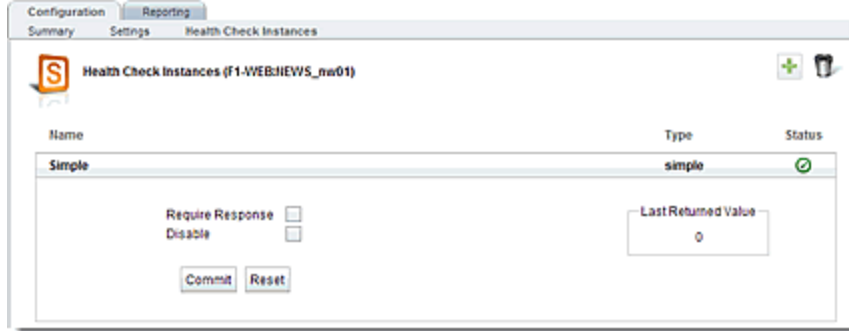 Configuration Reporting
Summary Settings Health Check Instances
S
Health Check Instances (F1-WEB:NEWS_nw01)
Name Type Status
Simple simple
Require Response
Disable
Last Returned Value
0
Commit Reset